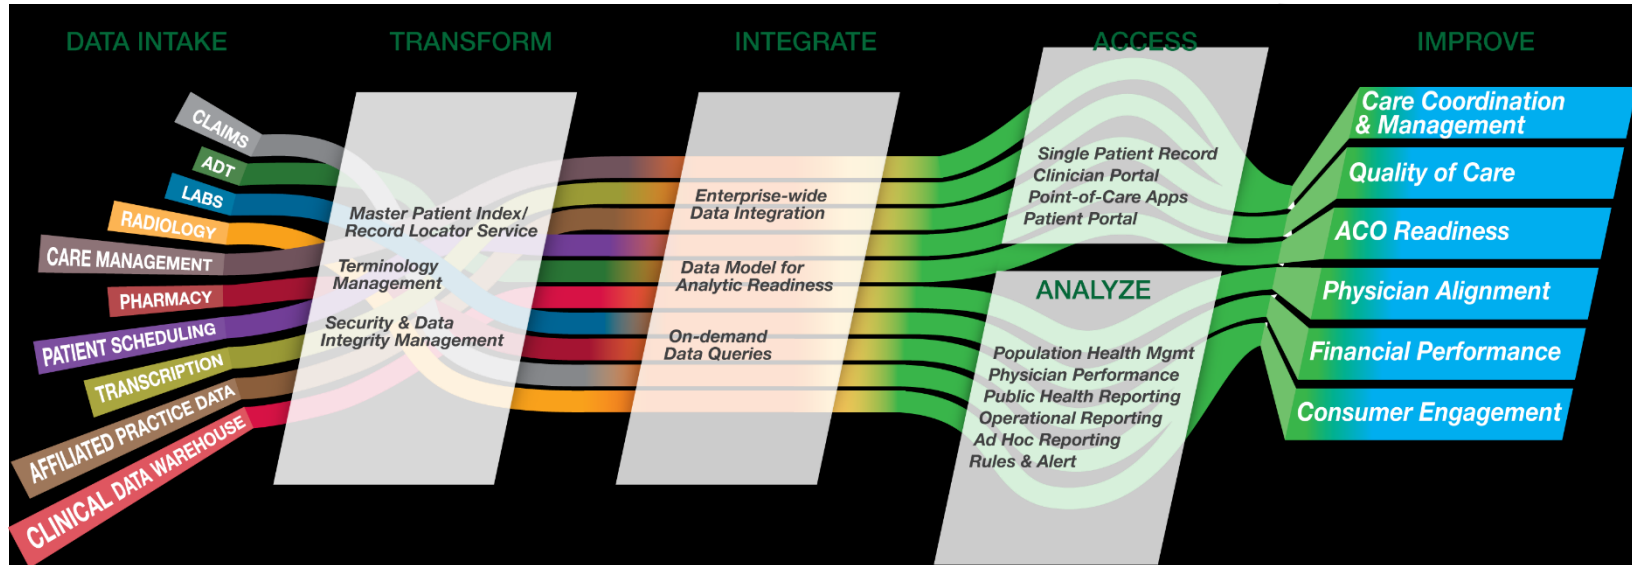 DATA INTAKE
TRANSFORM
INTEGRATE
ACCESS
IMPROVE
CLAIMS
ADT
LABS
RADIOLOGY
CARE MANAGEMENT
PHARMACY
PATIENT SCHEDULING
TRANSCRIPTION
AFFILIATED PRACTICE DATA
CLINICAL DATA WAREHOUSE
Master Patient Index/
Record Locator Service
Terminology
Management
Security & Data
Integrity Management
Enterprise-wide
Data Integration
Data Model for
Analytic Readiness
On-demand
Data Queries
Single Patient Record
Clinician Portal
Point-of-Care Apps
Patient Portal
ANALYZE
Population Health Mgmt
Physician Performance
Public Health Reporting
Operational Reporting
Ad Hoc Reporting
Rules & Alert
Care Coordination
& Management
Quality of Care
ACO Readiness
Physician Alignment
Financial Performance
Consumer Engagement